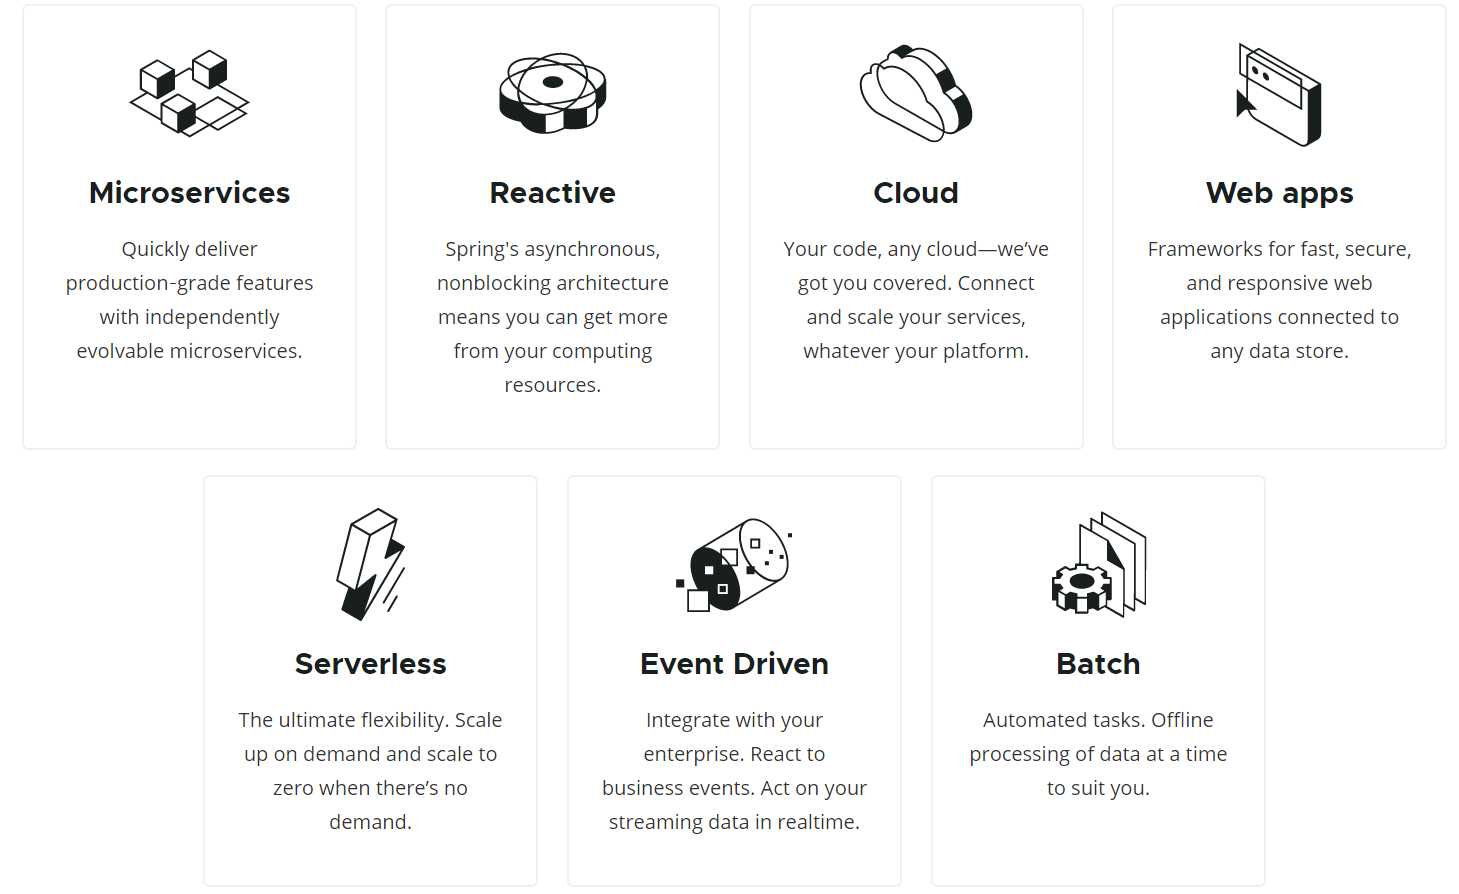 Microservices
Quickly deliver
production-grade features
with independently
evolvable microservices.
Reactive
Spring's asynchronous,
nonblocking architecture
means you can get more
from your computing
resources.
Cloud
Your code, any cloud—we’ve
got you covered. Connect
and scale your services,
whatever your platform.
Web apps
Frameworks for fast, secure,
and responsive web
applications connected to
any data store.
Serverless
The ultimate flexibility. Scale
up on demand and scale to
zero when there’s no
demand.
Event Driven
Integrate with your
enterprise. React to
business events. Act on your
streaming data in realtime.
Batch
Automated tasks. Offline
processing of data at a time
to suit you.